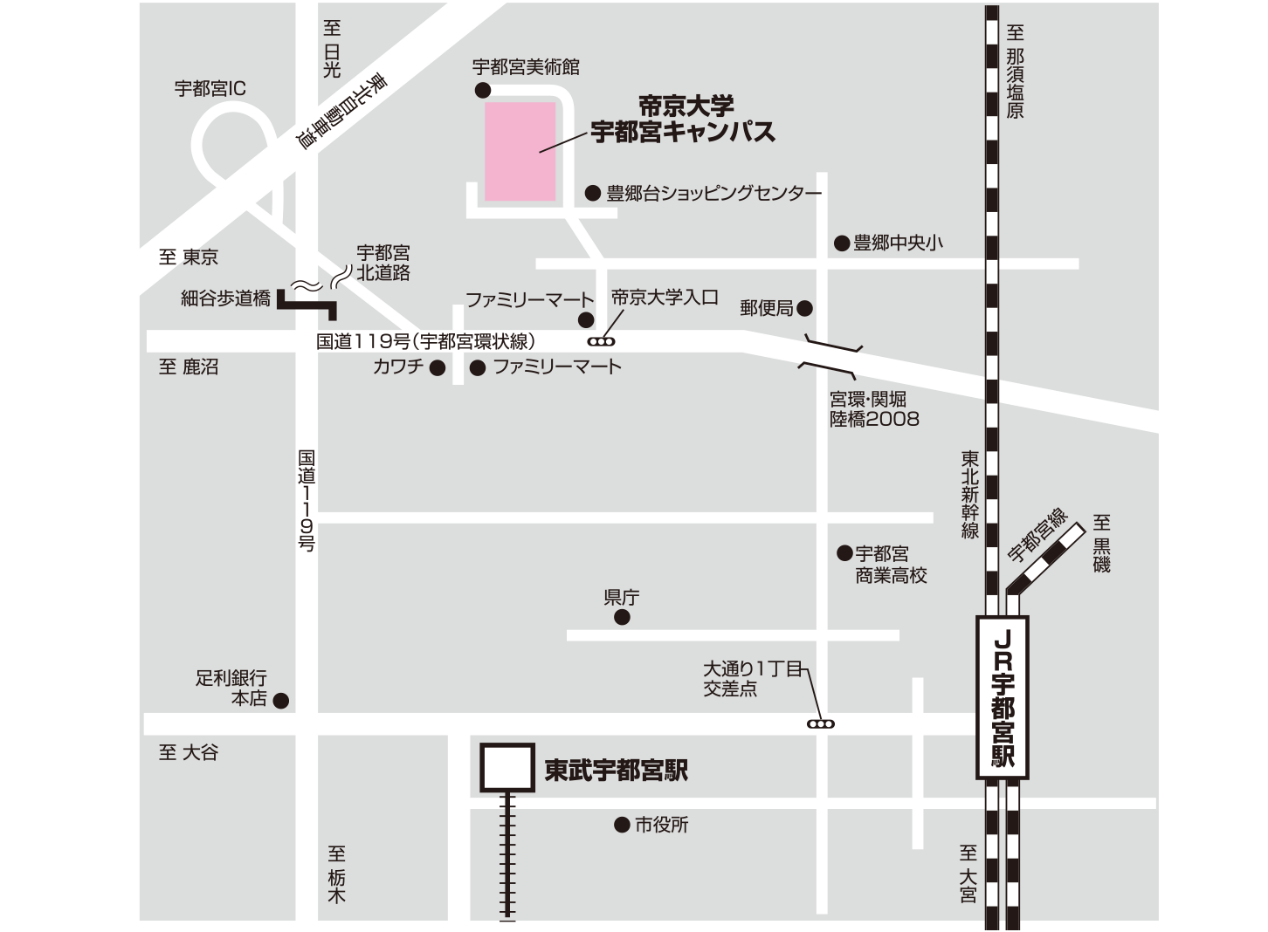 至 日光
東北自動車道
宇都宮IC
宇都宮美術館
帝京大学
宇都宮キャンパス
至 那須塩原
豊郷台ショッピングセンター
豊郷中央小
至 東京
宇都宮
北道路
細谷歩道橋
ファミリーマート
帝京大学入口
郵便局
国道119号(宇都宮環状線)
至 鹿沼
カワチ
ファミリーマート
宮環・関堀
陸橋2008
国道119号
東北新幹線
宇都宮線
至 黒磯
宇都宮
商業高校
県庁
JR宇都宮駅
足利銀行
本店
大通り1丁目
交差点
至 大谷
東武宇都宮駅
市役所
至 栃木
至 大宮